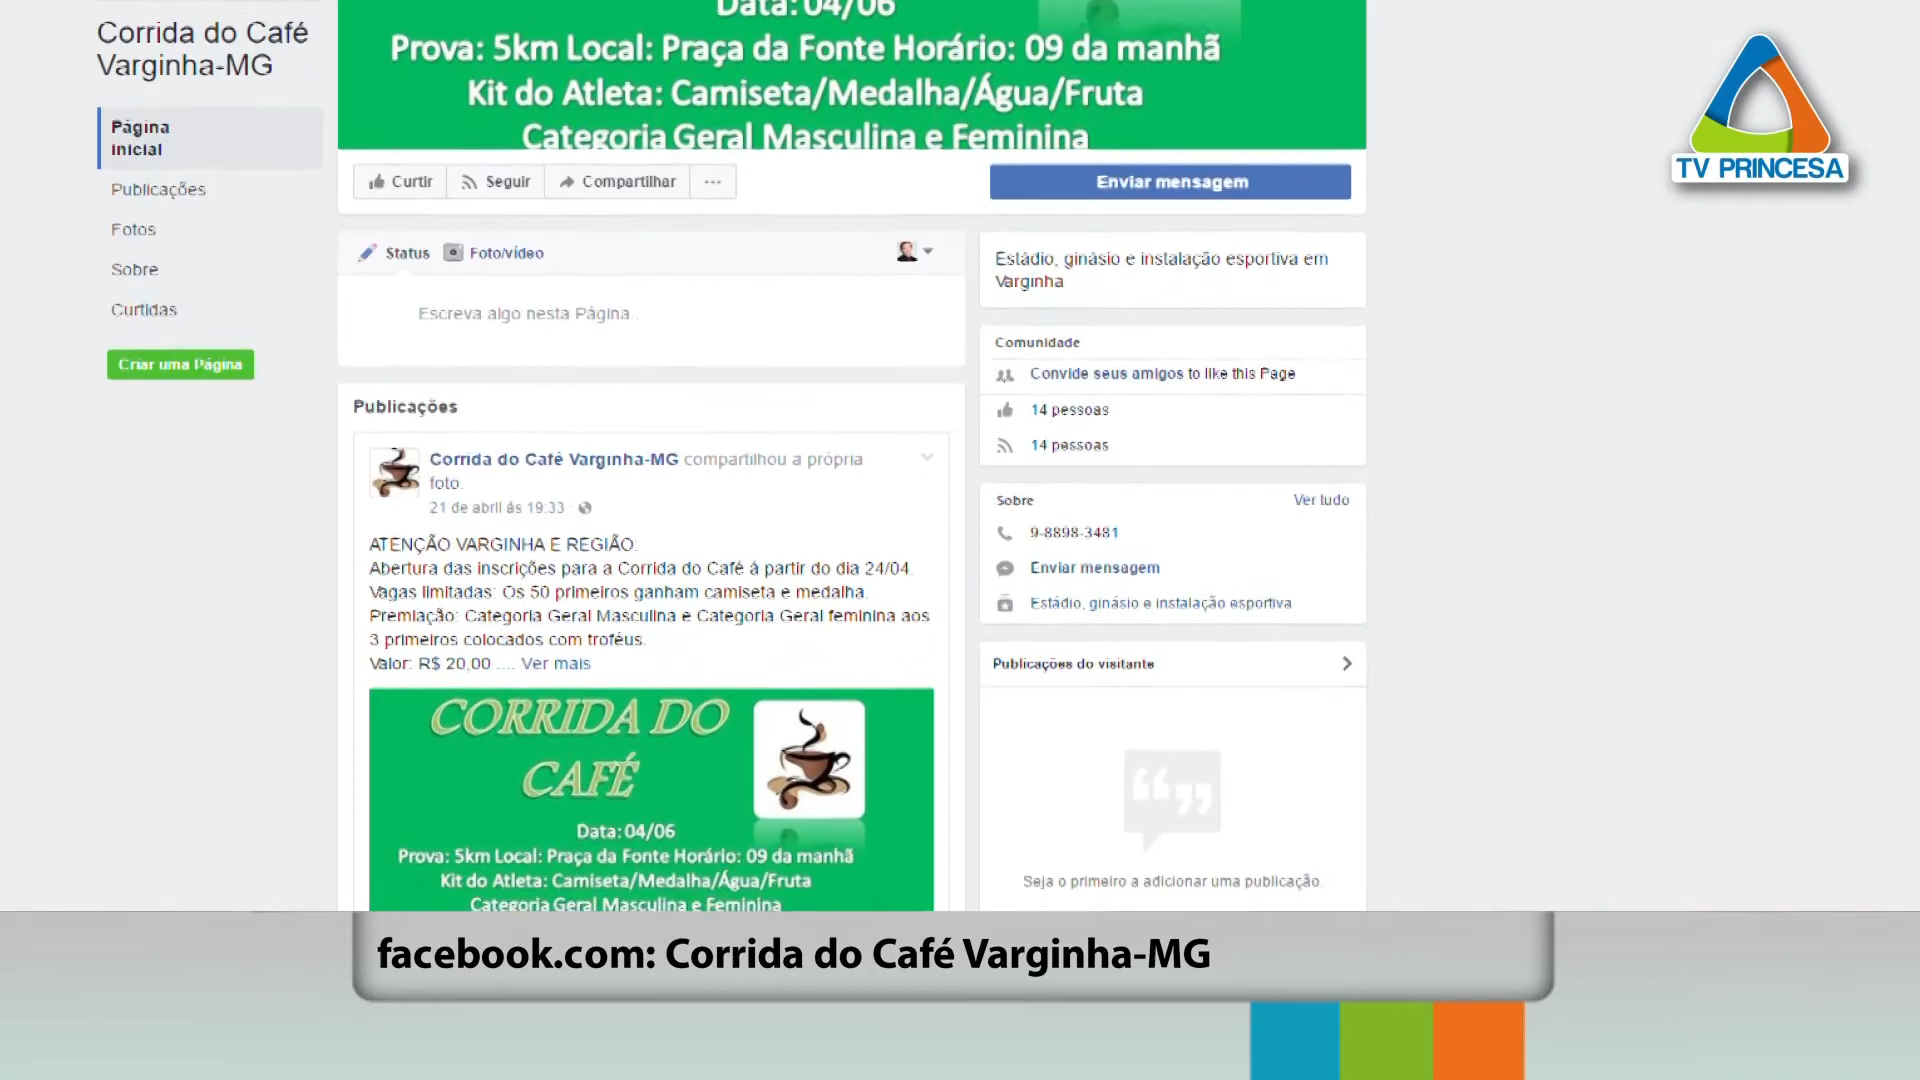 Corrida do Café
Varginha-MG
Página
inicial
Publicações
Fotos
Sobre
Curtidas
Criar uma Página
Data: 04/06
Prova: 5km Local: Praça da Fonte Horário: 09 da manhã
Kit do Atleta: Camiseta/Medalha/Água/Fruta
Categoria Geral Masculina e Feminina
Curtir
Seguir
Compartilhar
...
Enviar mensagem
Status
Foto/vídeo
Escreva algo nesta Página..
Publicações
Corrida do Café Varginha-MG compartilhou a própria
foto.
21 de abril às 19:33 ·
ATENÇÃO VARGINHA E REGIÃO:
Abertura das inscrições para a Corrida do Café à partir do dia 24/04.
Vagas limitadas: Os 50 primeiros ganham camiseta e medalha.
Premiação: Categoria Geral Masculina e Categoria Geral feminina aos
3 primeiros colocados com troféus.
Valor: R$ 20,00 .... Ver mais
CORRIDA DO
CAFÉ
Data: 04/06
Prova: 5km Local: Praça da Fonte Horário: 09 da manhã
Kit do Atleta: Camiseta/Medalha/Água/Fruta
Categoria Geral Masculina e Feminina
Estádio, ginásio e instalação esportiva em
Varginha
Comunidade
Convide seus amigos to like this Page
14 pessoas
14 pessoas
Sobre
Ver tudo
9-8898-3481
Enviar mensagem
Estádio, ginásio e instalação esportiva
Publicações do visitante
Seja o primeiro a adicionar uma publicação.
TV PRINCESA
facebook.com: Corrida do Café Varginha-MG